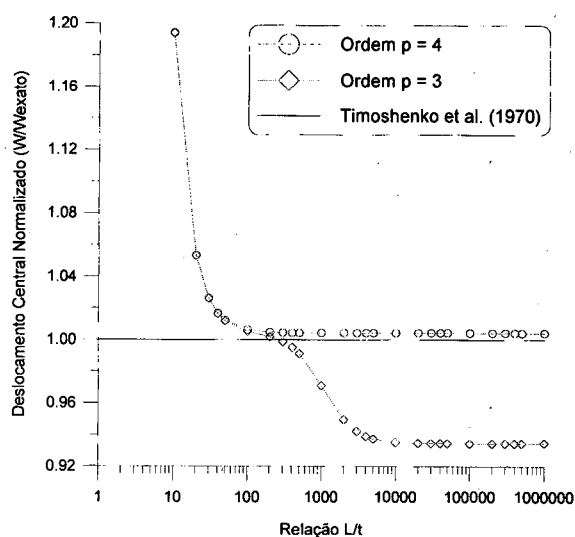 Deslocamento Central Normalizado (W/Wexato)
1.20
1.16
1.12
1.08
1.04
1.00
0.96
0.92
Ordem p = 4
Ordem p = 3
Timoshenko et al. (1970)
1 10 100 1000 10000 100000 1000000
Relação L/t